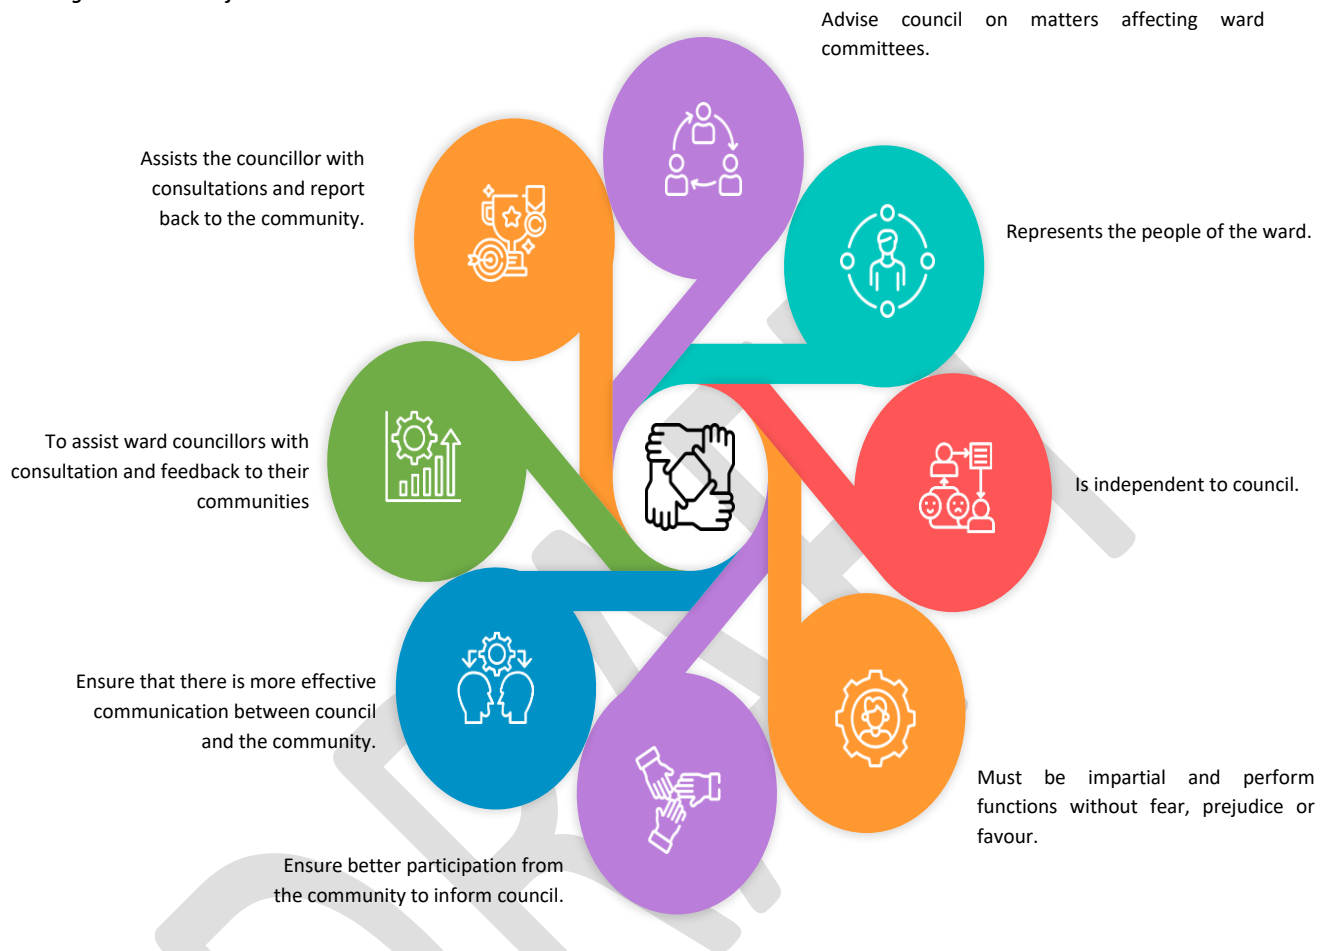 Advise council on matters affecting ward
committees.
Assists the councillor with
consultations and report
back to the community.
Represents the people of the ward.
To assist ward councillors with
consultation and feedback to their
communities
Is independent to council.
Ensure that there is more effective
communication between council
and the community.
Must be impartial and perform
functions without fear, prejudice or
favour.
Ensure better participation from
the community to inform council.
DRAFT